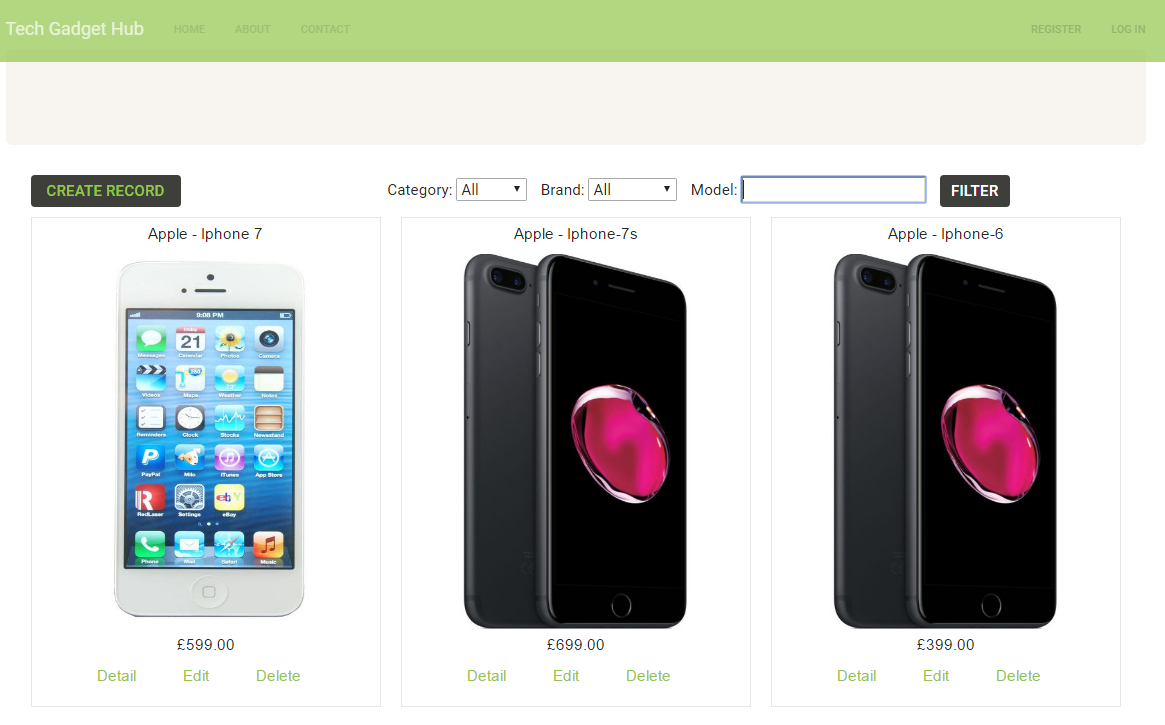 Tech Gadget Hub HOME ABOUT CONTACT REGISTER LOG IN
CREATE RECORD Category: All Brand: All Model: FILTER
Apple - Iphone 7
9:08 PM
Friday
21
Messages Calendar Photos Camera
Videos Maps Weather Notes
Reminders Clock Stocks Newsstand
PayPal Milo iTunes App Store
RedLaser Settings eBay
Phone Mail Safari Music
£599.00
Detail Edit Delete
Apple - Iphone-7s
£699.00
Detail Edit Delete
Apple - Iphone-6
£399.00
Detail Edit Delete